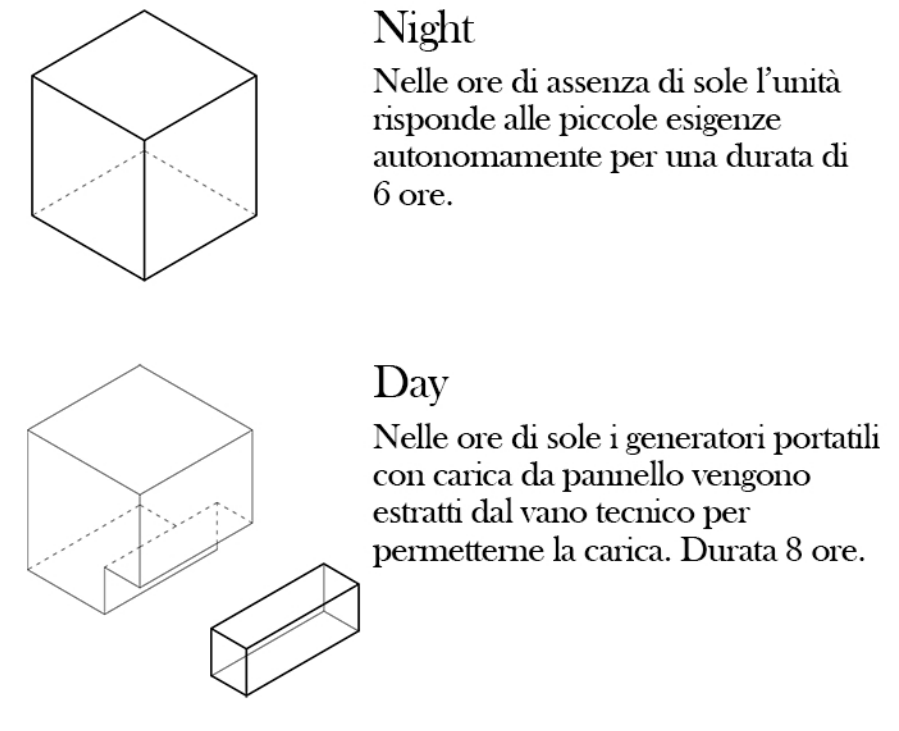 Night
Nelle ore di assenza di sole l’unità
risponde alle piccole esigenze
autonomamente per una durata di
6 ore.
Day
Nelle ore di sole i generatori portatili
con carica da pannello vengono
estratti dal vano tecnico per
permetterne la carica. Durata 8 ore.